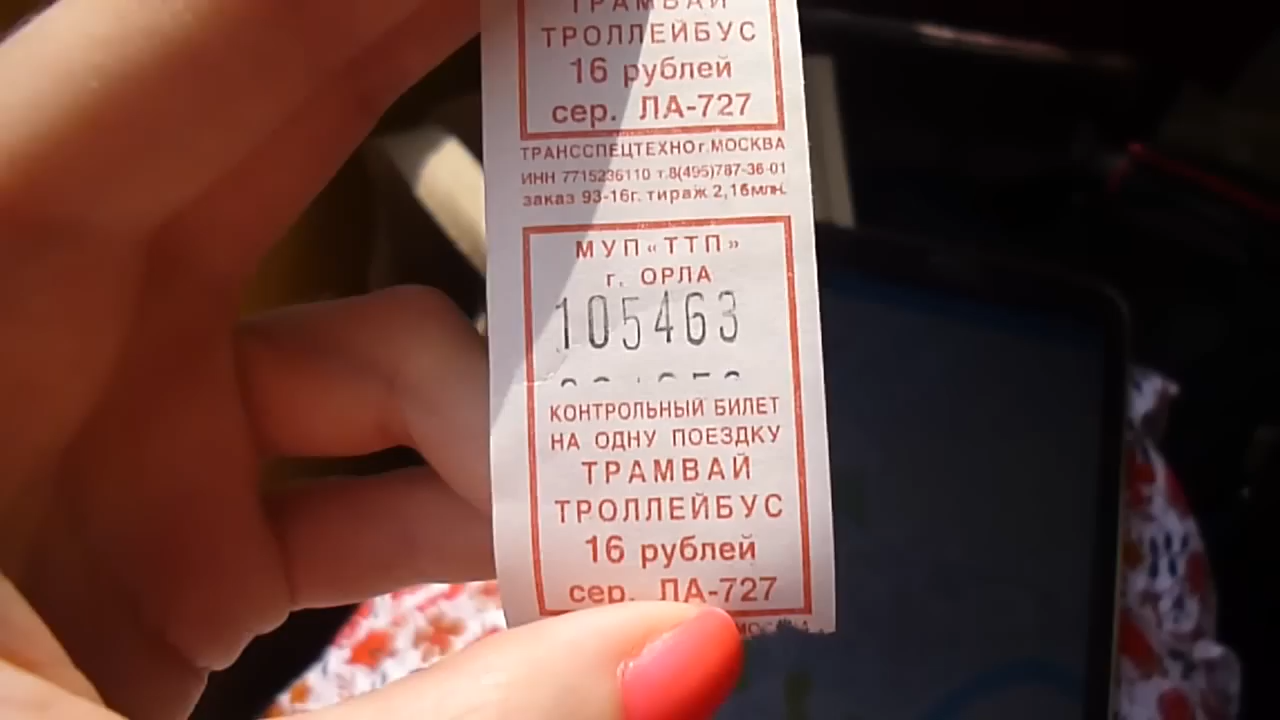 ТРАМВАЙ
ТРОЛЛЕЙБУС
16 рублей
сер. ЛА-727
ТРАНССПЕЦТЕХНО г. МОСКВА
ИНН 7715236110 т.8(495)787-36-01
заказ 93-16г. тираж 2,16млн.
МУП «ТТП»
г. ОРЛА
105463
КОНТРОЛЬНЫЙ БИЛЕТ
НА ОДНУ ПОЕЗДКУ
ТРАМВАЙ
ТРОЛЛЕЙБУС
16 рублей
сер. ЛА-727